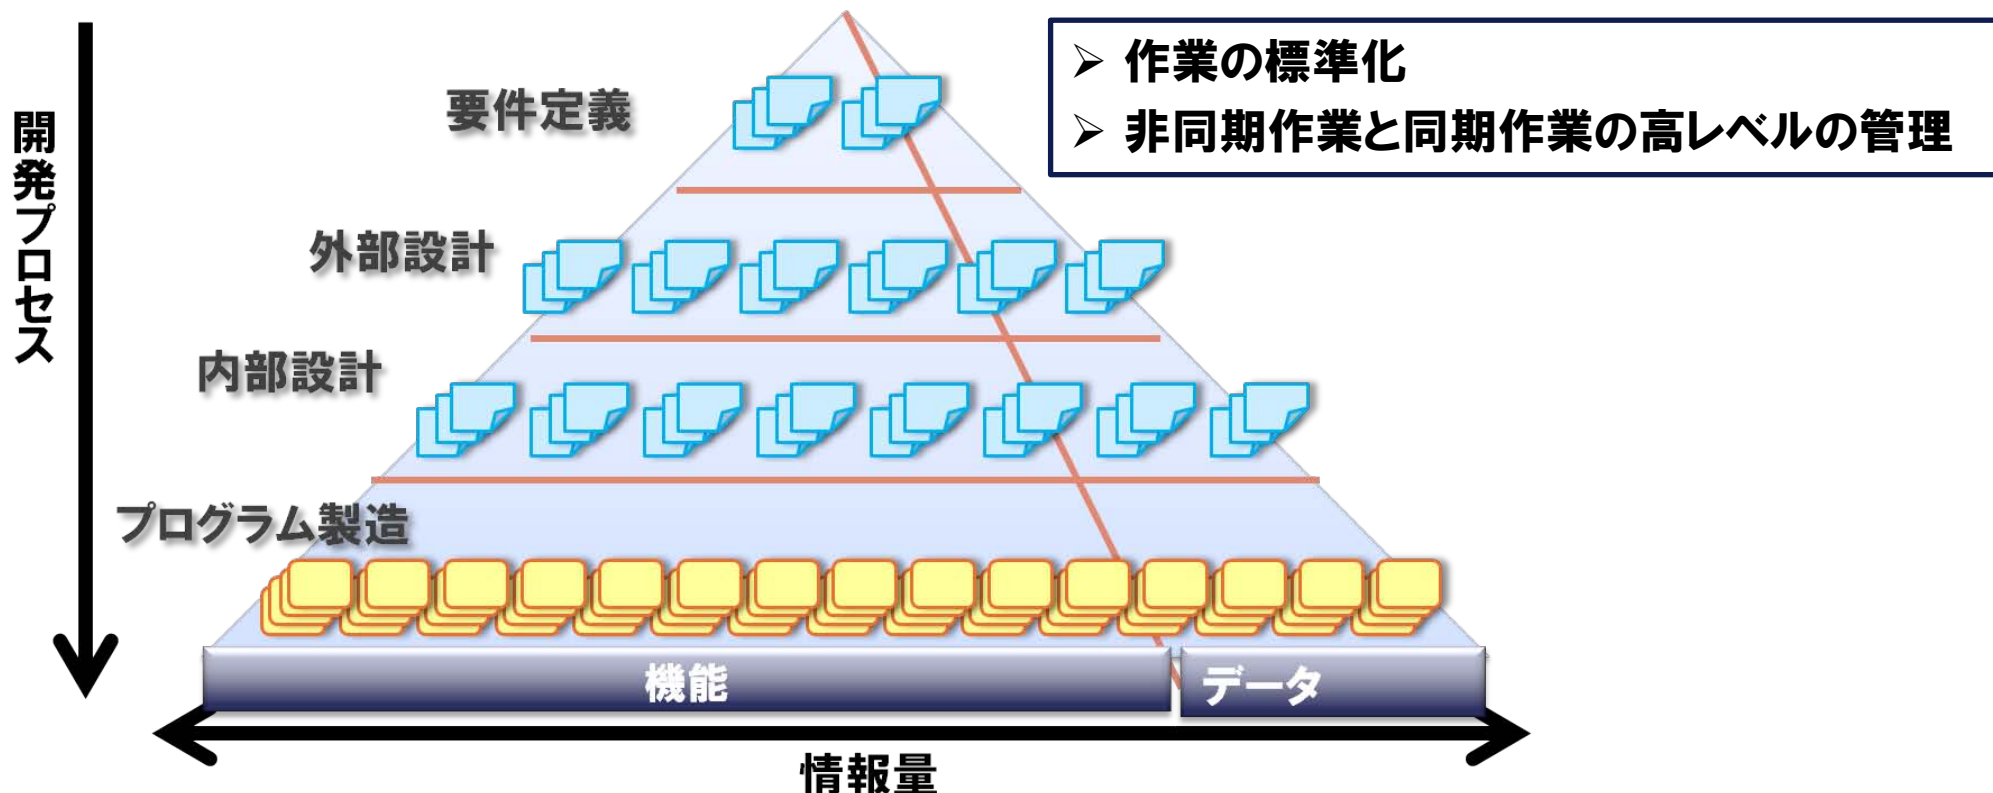 ➢ 作業の標準化
➢ 非同期作業と同期作業の高レベルの管理
開発プロセス
要件定義
外部設計
内部設計
プログラム製造
機能
データ
情報量